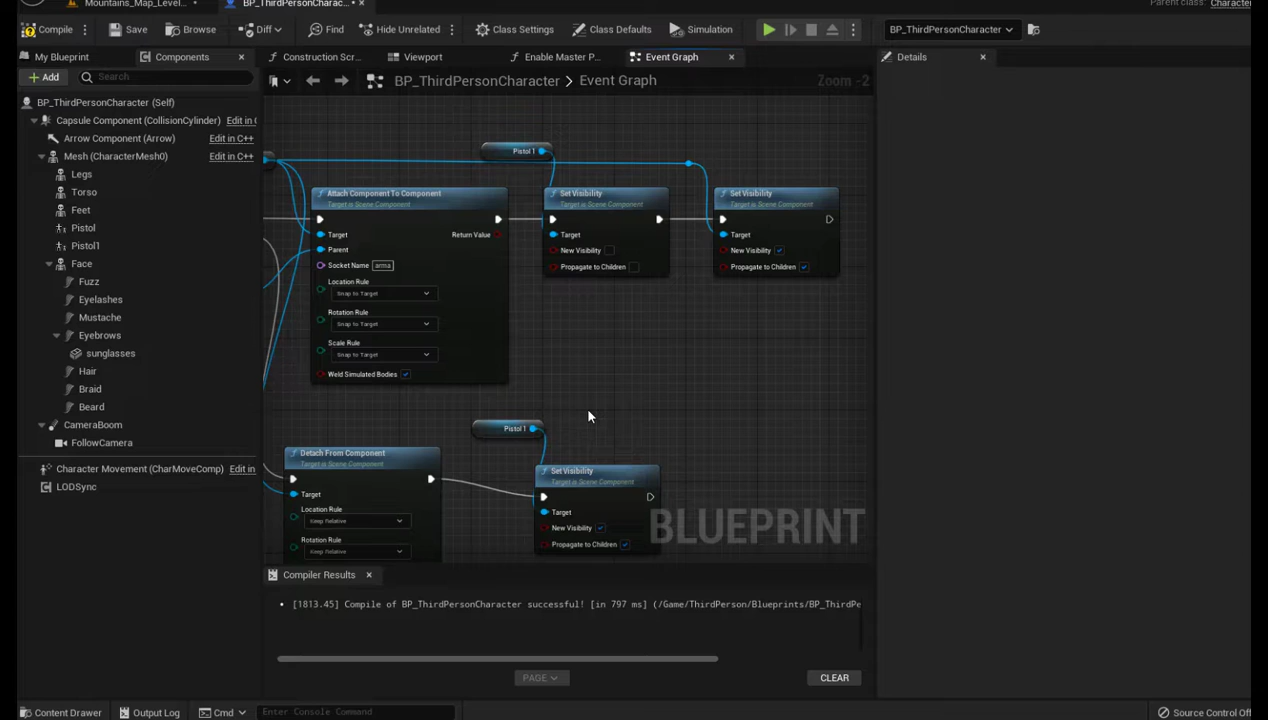 Mountains_Map_Level...
BP_ThirdPersonCharac...
Parent class: Character
Compile
Save
Browse
Diff
Find
Hide Unrelated
Class Settings
Class Defaults
Simulation
BP_ThirdPersonCharacter
My Blueprint
Components
Construction Scr...
Viewport
Enable Master P...
Event Graph
Details
Add
Search
BP_ThirdPersonCharacter > Event Graph
Zoom -2
BP_ThirdPersonCharacter (Self)
Capsule Component (CollisionCylinder)
Edit in C
Arrow Component (Arrow)
Edit in C++
Mesh (CharacterMesh0)
Edit in C++
Legs
Torso
Feet
Pistol
Pistol1
Face
Fuzz
Eyelashes
Mustache
Eyebrows
sunglasses
Hair
Braid
Beard
CameraBoom
FollowCamera
Character Movement (CharMoveComp)
Edit in
LODSync
Pistol 1
Attach Component To Component
Target is Scene Component
Target
Return Value
Parent
Socket Name
arma
Location Rule
Snap to Target
Rotation Rule
Snap to Target
Scale Rule
Snap to Target
Weld Simulated Bodies
Set Visibility
Target is Scene Component
Target
New Visibility
Propagate to Children
Set Visibility
Target is Scene Component
Target
New Visibility
Propagate to Children
Pistol 1
Detach From Component
Target is Scene Component
Target
Location Rule
Keep Relative
Rotation Rule
Keep Relative
Set Visibility
Target is Scene Component
Target
New Visibility
Propagate to Children
BLUEPRINT
Compiler Results
[1813.45] Compile of BP_ThirdPersonCharacter successful! [in 797 ms] (/Game/ThirdPerson/Blueprints/BP_ThirdPe
PAGE
CLEAR
Content Drawer
Output Log
Cmd
Enter Console Command
Source Control Off